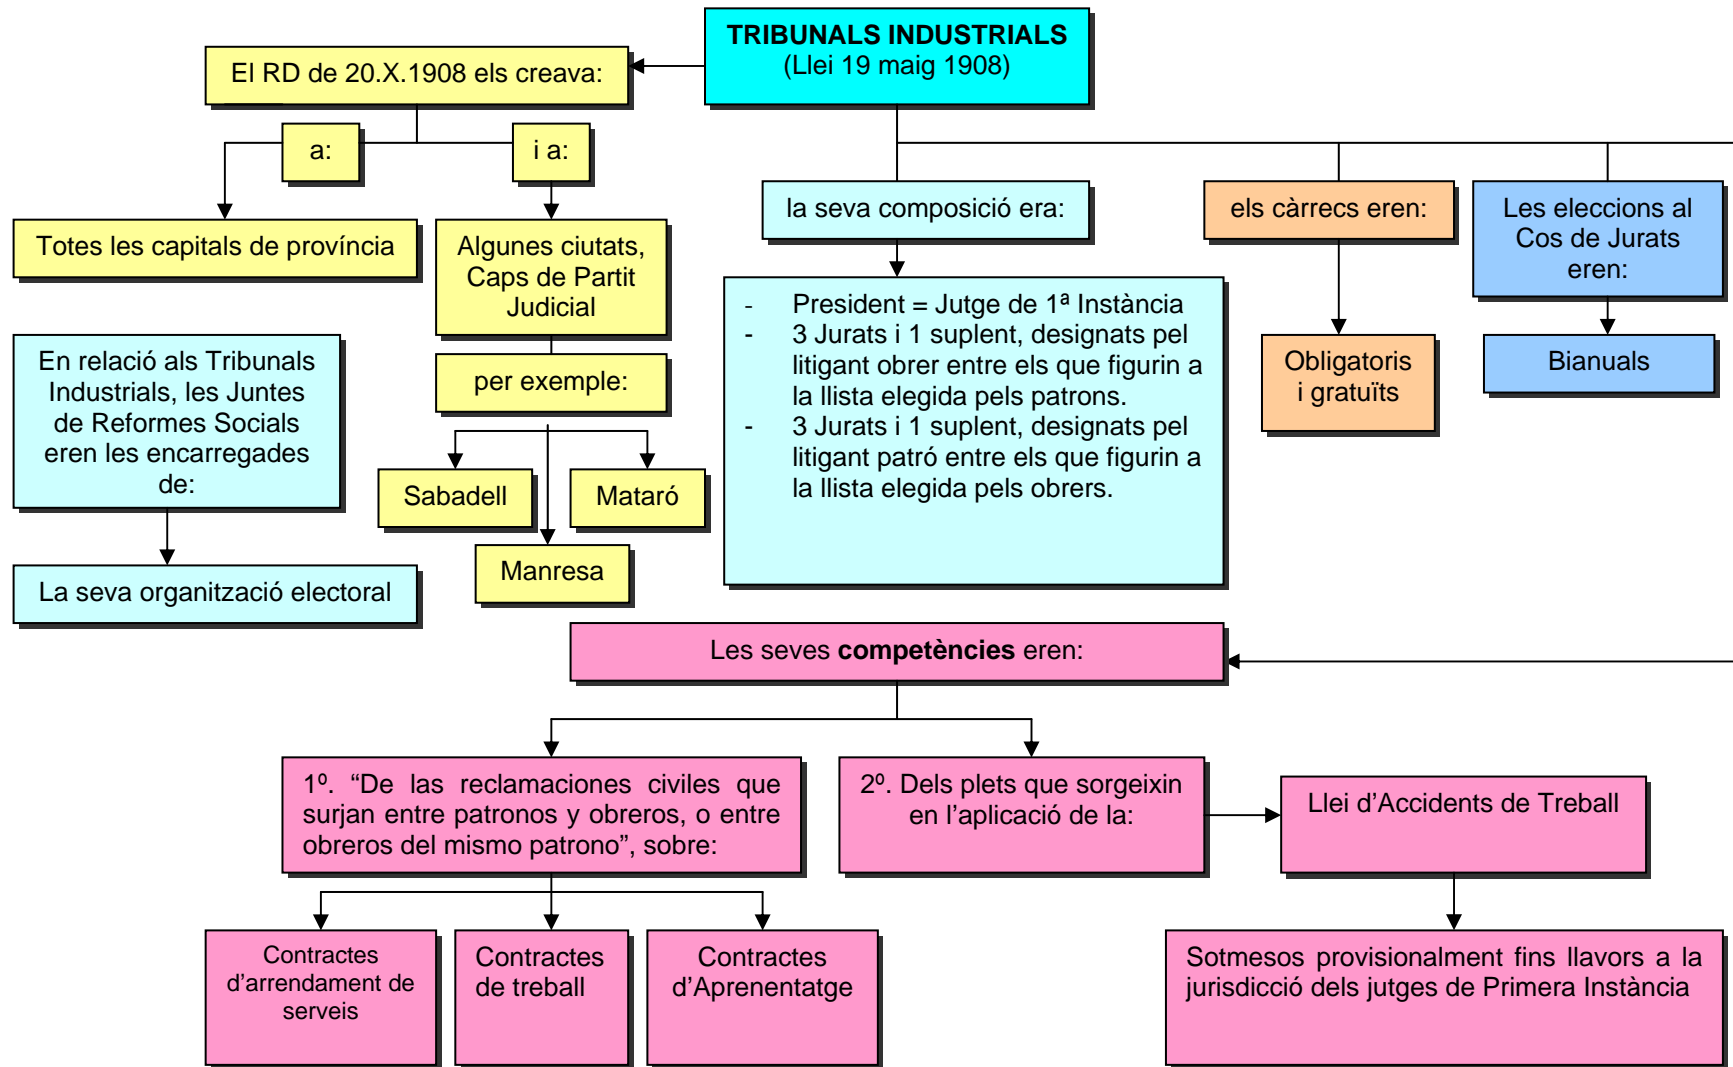 TRIBUNALS INDUSTRIALS
(Llei 19 maig 1908)
El RD de 20.X.1908 els creava:
a:
i a:
Totes les capitals de província
Algunes ciutats,
Caps de Partit
Judicial
per exemple:
Sabadell
Mataró
Manresa
En relació als Tribunals
Industrials, les Juntes
de Reformes Socials
eren les encarregades
de:
La seva organització electoral
la seva composició era:
- President = Jutge de 1ª Instància
- 3 Jurats i 1 suplent, designats pel
litigant obrer entre els que figurin a
la llista elegida pels patrons.
- 3 Jurats i 1 suplent, designats pel
litigant patró entre els que figurin a
la llista elegida pels obrers.
els càrrecs eren:
Obligatoris
i gratuïts
Les eleccions al
Cos de Jurats
eren:
Bianuals
Les seves competències eren:
1º. “De las reclamaciones civiles que
surjan entre patronos y obreros, o entre
obreros del mismo patrono”, sobre:
2º. Dels plets que sorgeixin
en l’aplicació de la:
Llei d’Accidents de Treball
Contractes
d’arrendament de
serveis
Contractes
de treball
Contractes
d’Aprenentatge
Sotmesos provisionalment fins llavors a la
jurisdicció dels jutges de Primera Instància